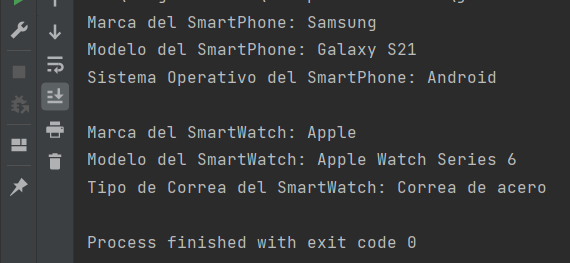 Marca del SmartPhone: Samsung
Modelo del SmartPhone: Galaxy S21
Sistema Operativo del SmartPhone: Android
Marca del SmartWatch: Apple
Modelo del SmartWatch: Apple Watch Series 6
Tipo de Correa del SmartWatch: Correa de acero
Process finished with exit code 0